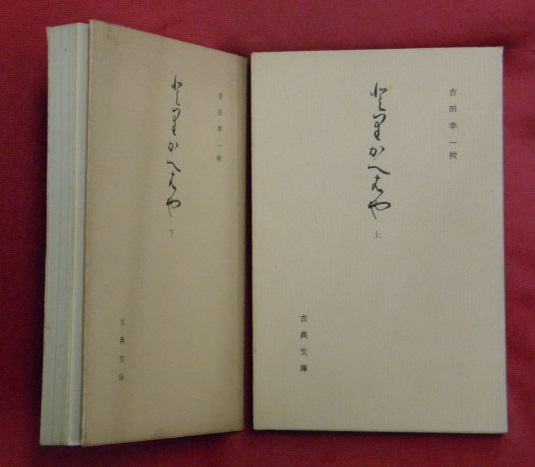 吉田幸一校
とりかへはや
下
古典文庫
吉田幸一校
とりかへはや
上
古典文庫